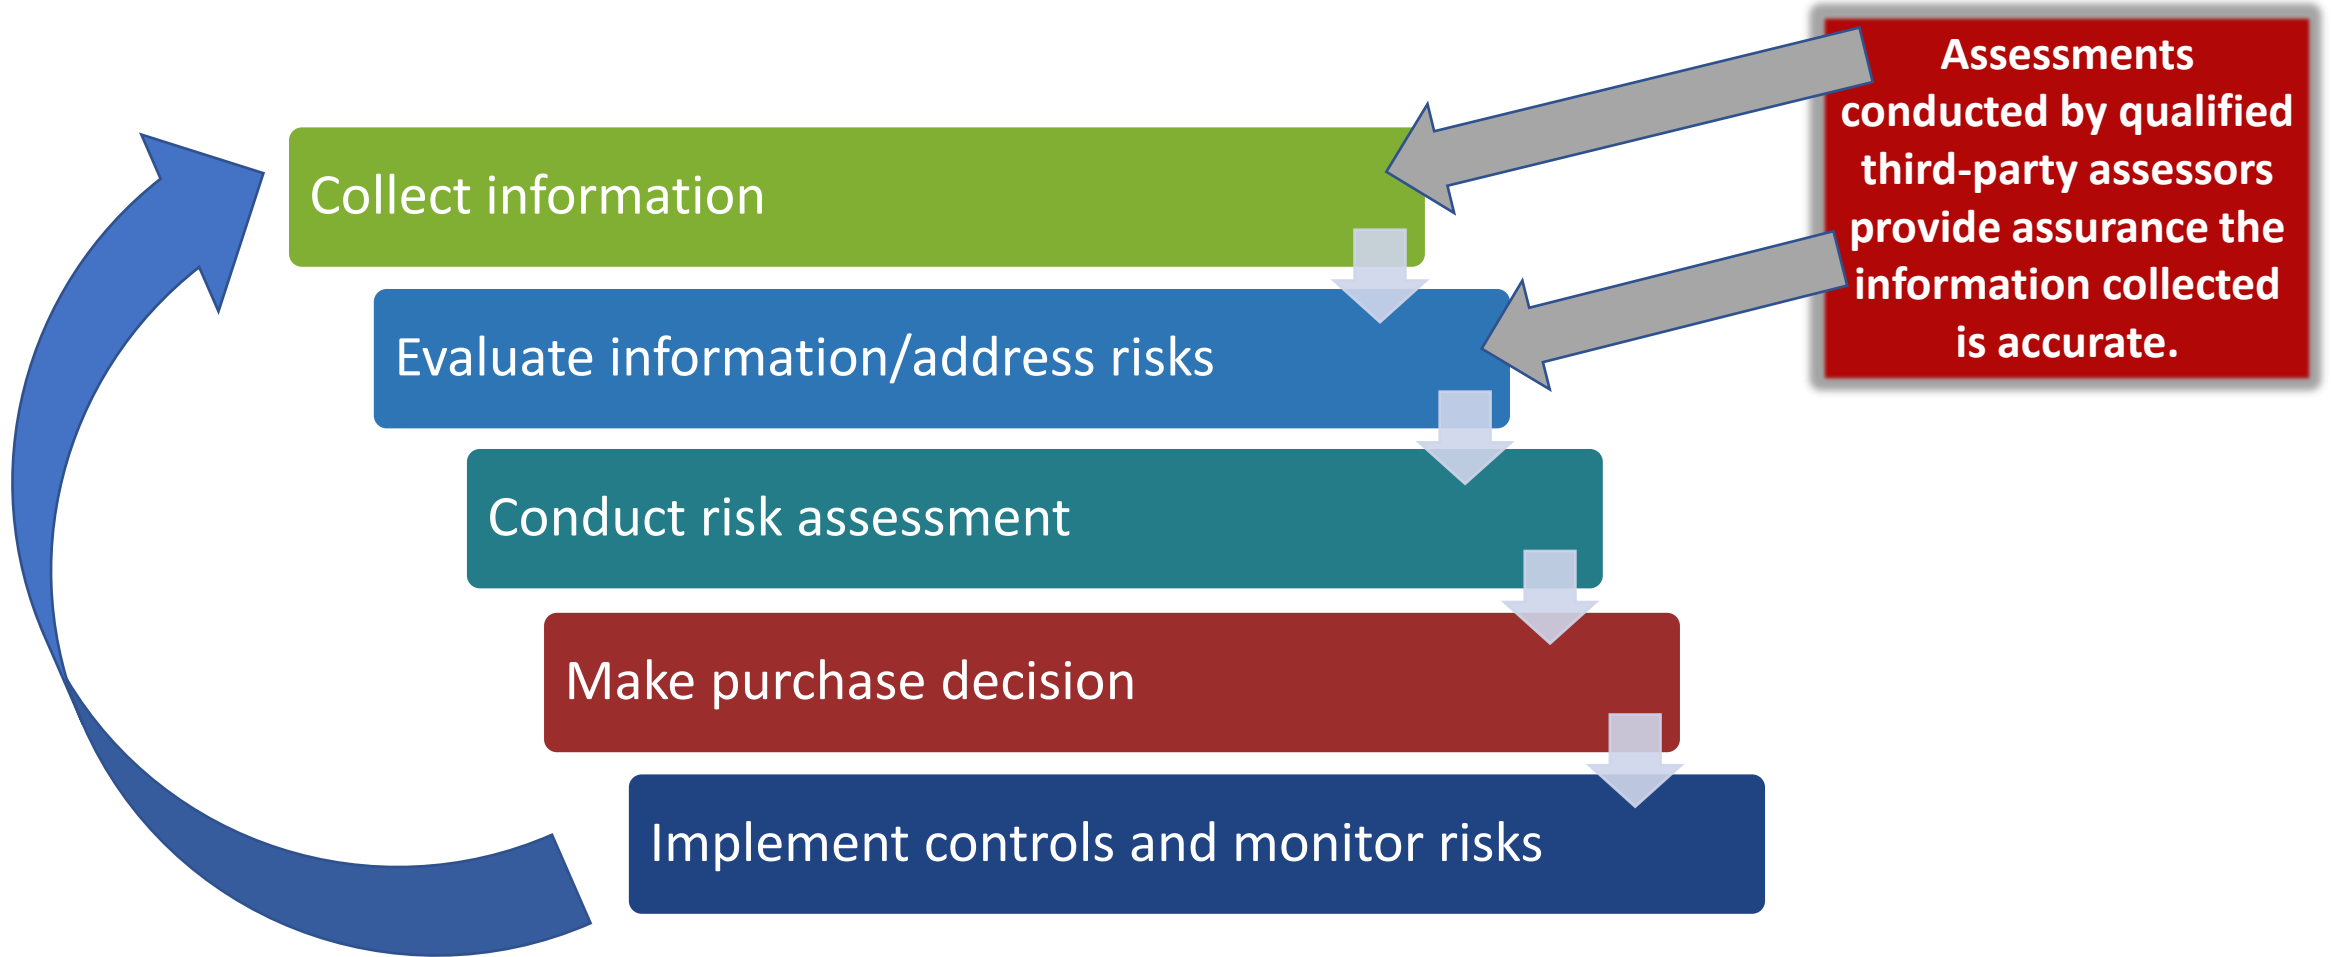 Collect information
Evaluate information/address risks
Conduct risk assessment
Make purchase decision
Implement controls and monitor risks
Assessments
conducted by qualified
third-party assessors
provide assurance the
information collected
is accurate.